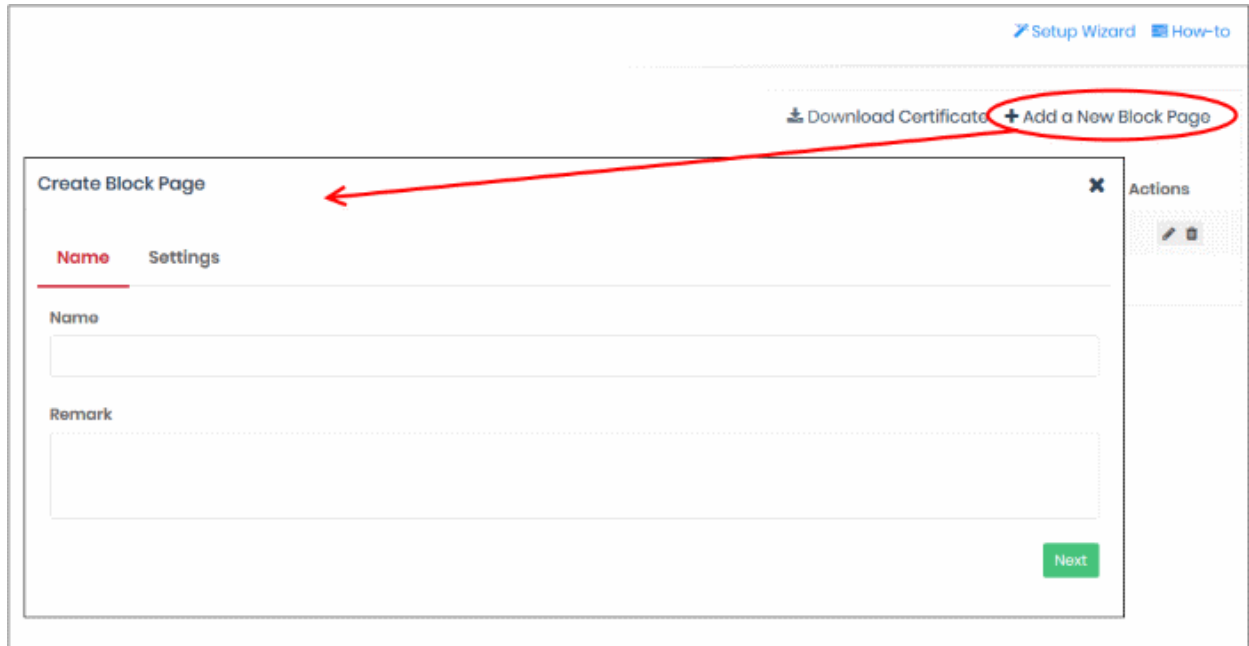 Setup Wizard How-to
Download Certificate + Add a New Block Page
Create Block Page
Actions
Name Settings
Name
Remark
Next